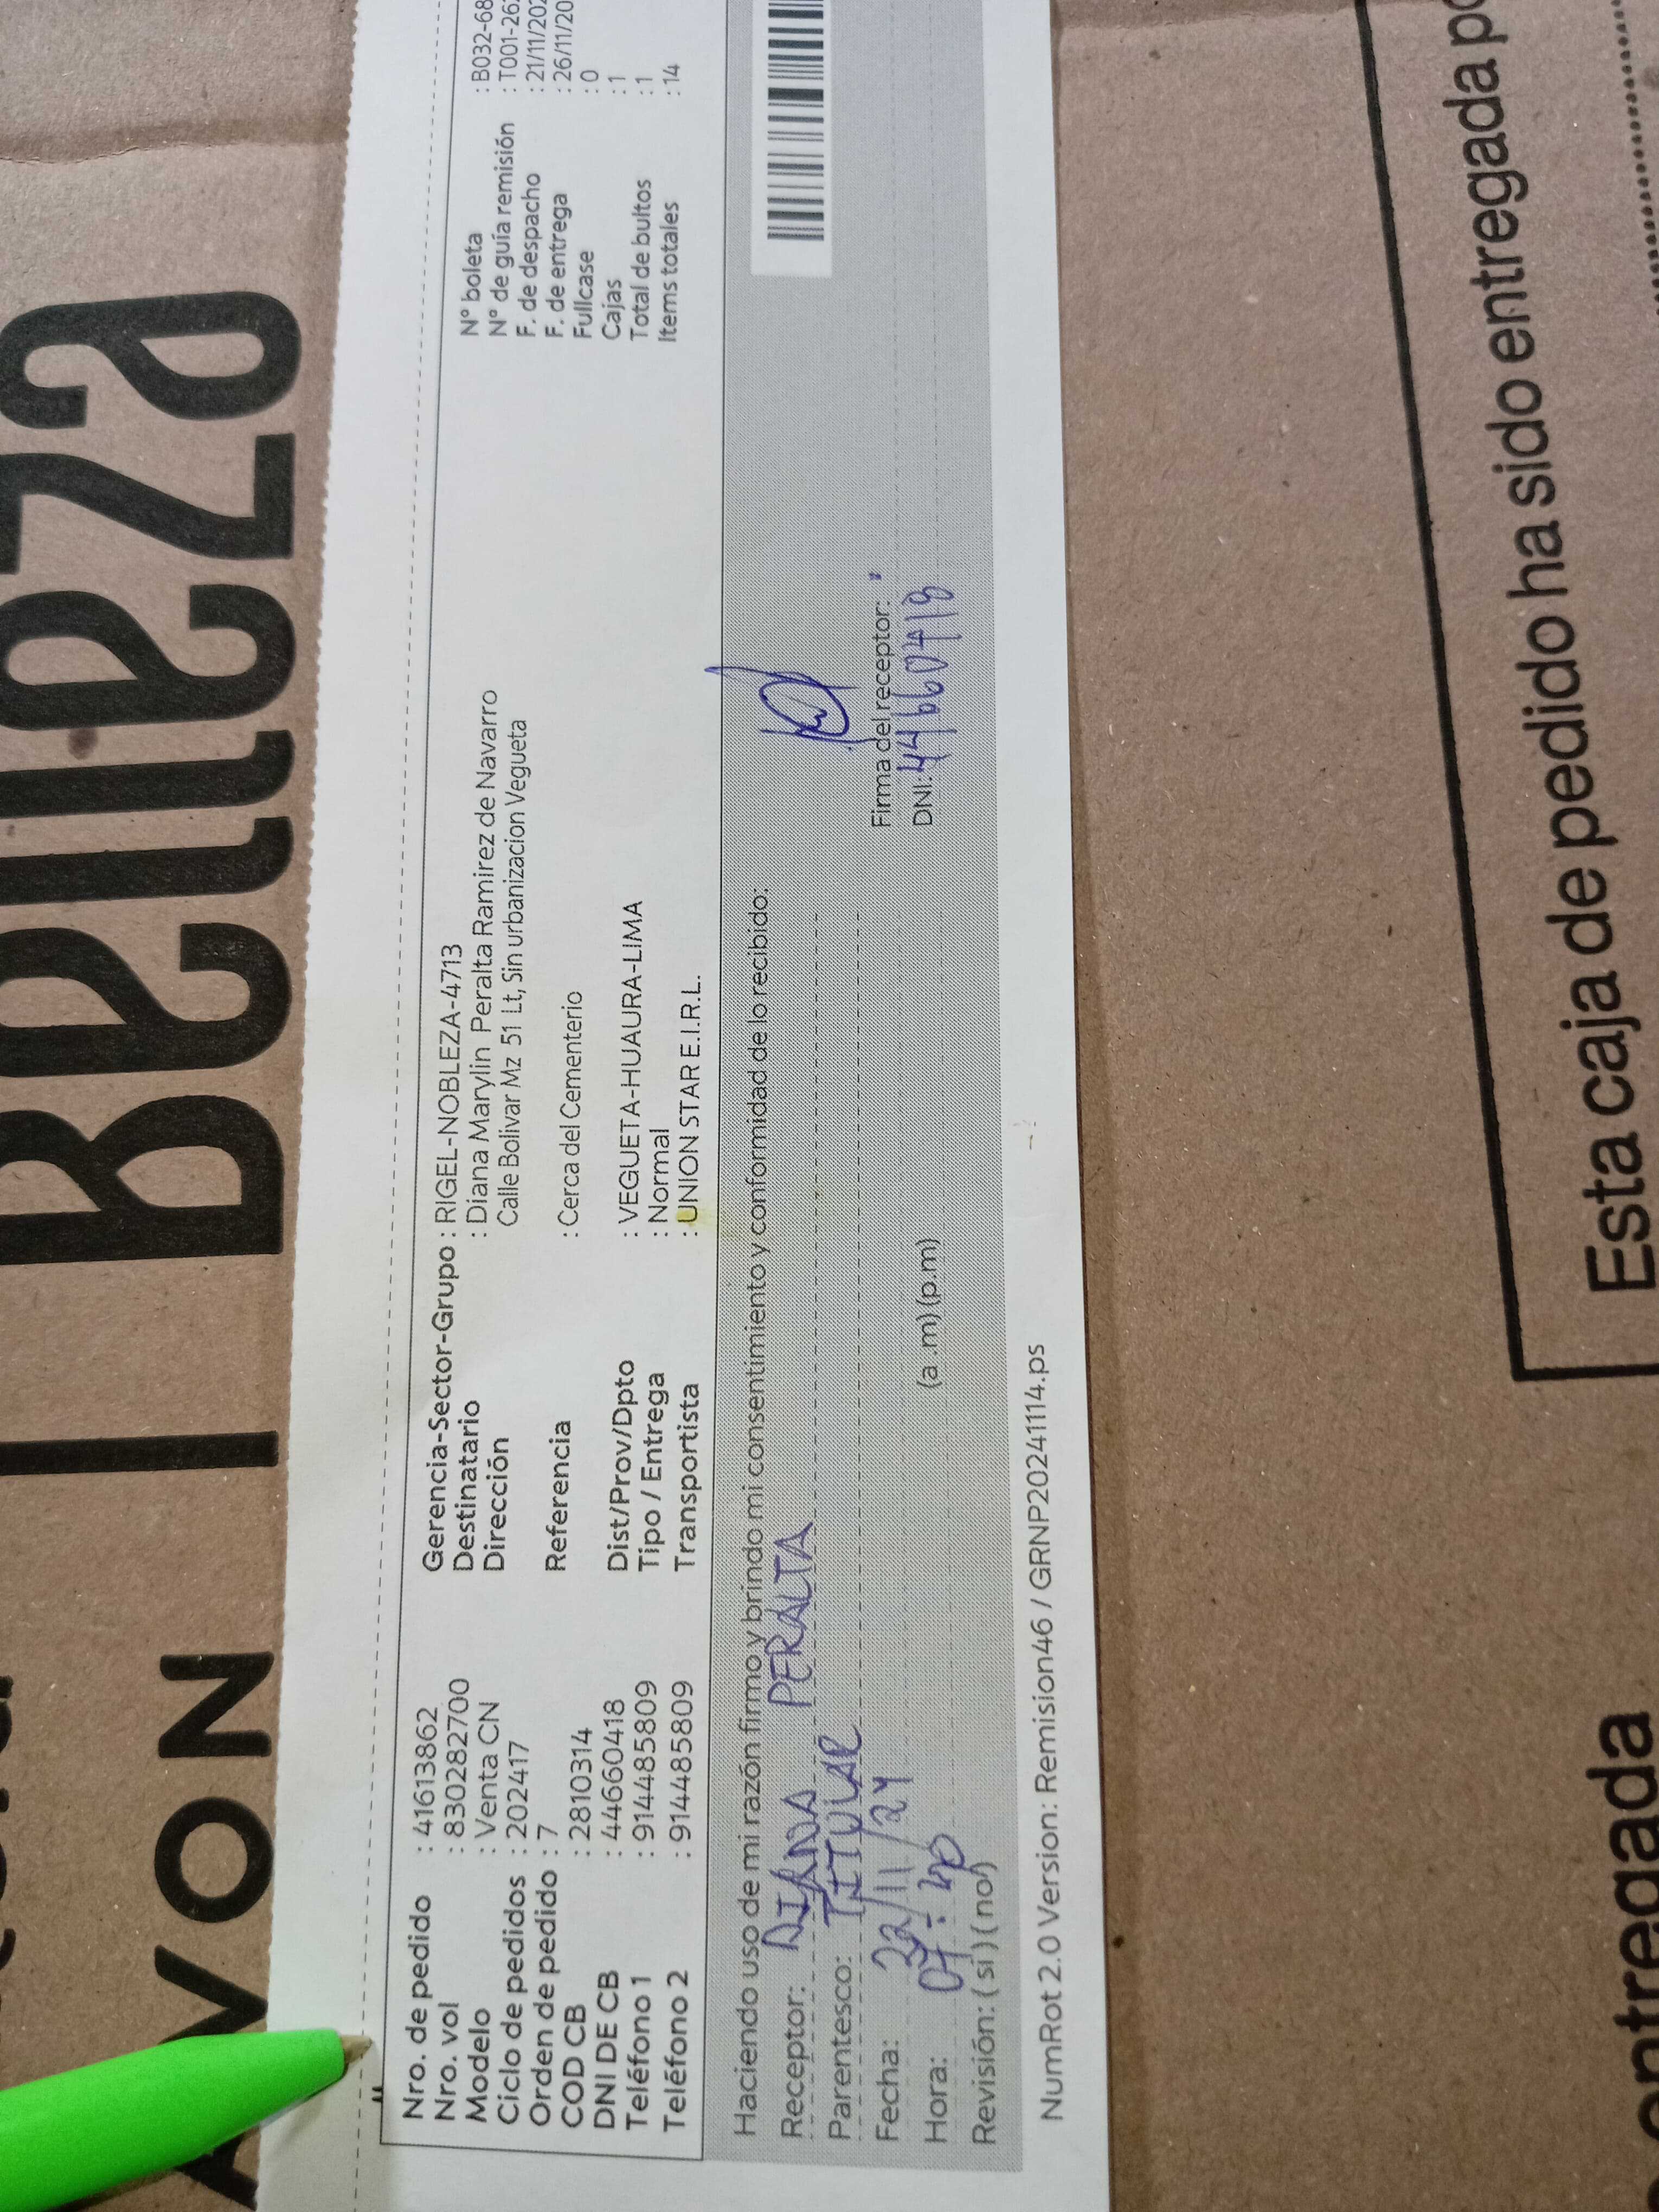 AVON | Belleza
Nro. de pedido : 41613862
Nro. vol : 830282700
Modelo : Venta CN
Ciclo de pedidos : 202417
Orden de pedido : 7
COD CB : 2810314
DNI DE CB : 44660418
Teléfono 1 : 914485809
Teléfono 2 : 914485809
Gerencia-Sector-Grupo : RIGEL-NOBLEZA-4713
Destinatario : Diana Marylin Peralta Ramirez de Navarro
Dirección Calle Bolivar Mz 51 Lt, Sin urbanizacion Vegueta
Referencia : Cerca del Cementerio
Dist/Prov/Dpto : VEGUETA-HUAURA-LIMA
Tipo / Entrega : Normal
Transportista : UNION STAR E.I.R.L.
N° boleta : B032-68
N° de guía remisión : T001-26
F. de despacho : 21/11/202
F. de entrega : 26/11/20
Fullcase : 0
Cajas : 1
Total de bultos : 1
Items totales : 14
Haciendo uso de mi razón firmo y brindo mi consentimiento y conformidad de lo recibido:
Receptor: DIANA PERALTA
Parentesco: TITULAR
Fecha: 22/11/24
Hora: 07:40 (a.m) (p.m)
Revisión: (si) (no)
Firma del receptor:
DNI: 44660418
NumRot 2.0 Version: Remision46 / GRNP20241114.ps
Esta caja de pedido ha sido entregada po
entregada